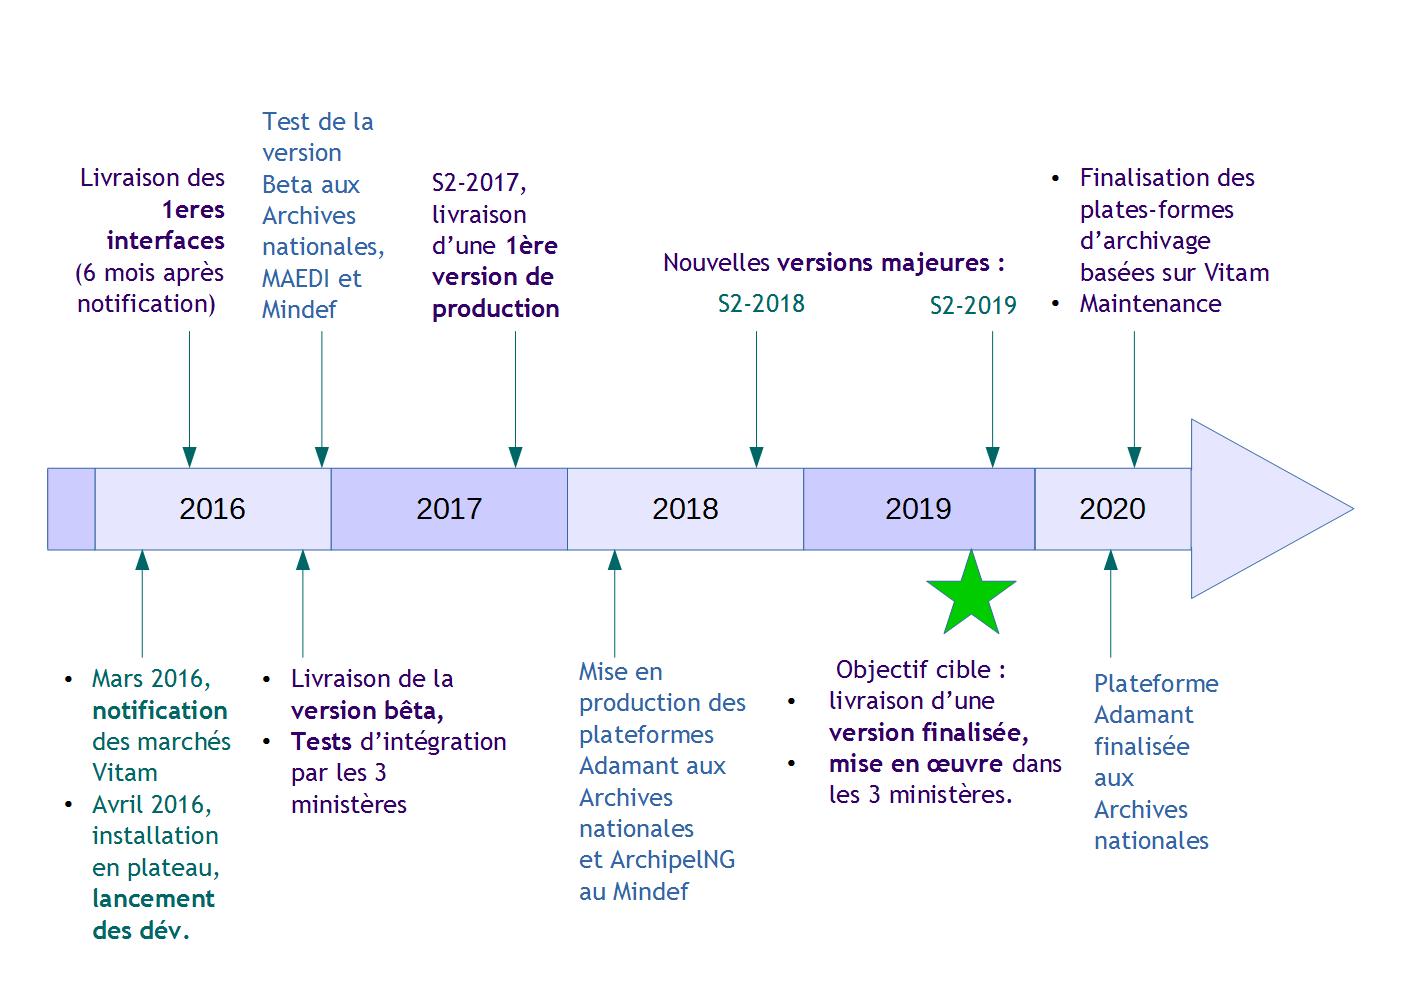 Livraison des
1eres
interfaces
(6 mois après
notification)
Test de la
version
Beta aux
Archives
nationales,
MAEDI et
Mindef
S2-2017,
livraison
d’une 1ère
version de
production
Nouvelles versions majeures :
S2-2018
S2-2019
• Finalisation des
plates-formes
d’archivage
basées sur Vitam
• Maintenance
2016
2017
2018
2019
2020
• Mars 2016,
notification
des marchés
Vitam
• Avril 2016,
installation
en plateau,
lancement
des dév.
• Livraison de la
version bêta,
• Tests d’intégration
par les 3
ministères
Mise en
production des
plateformes
Adamant aux
Archives
nationales
et ArchipelNG
au Mindef
Objectif cible :
• livraison d’une
version finalisée,
• mise en œuvre dans
les 3 ministères.
Plateforme
Adamant
finalisée
aux
Archives
nationales